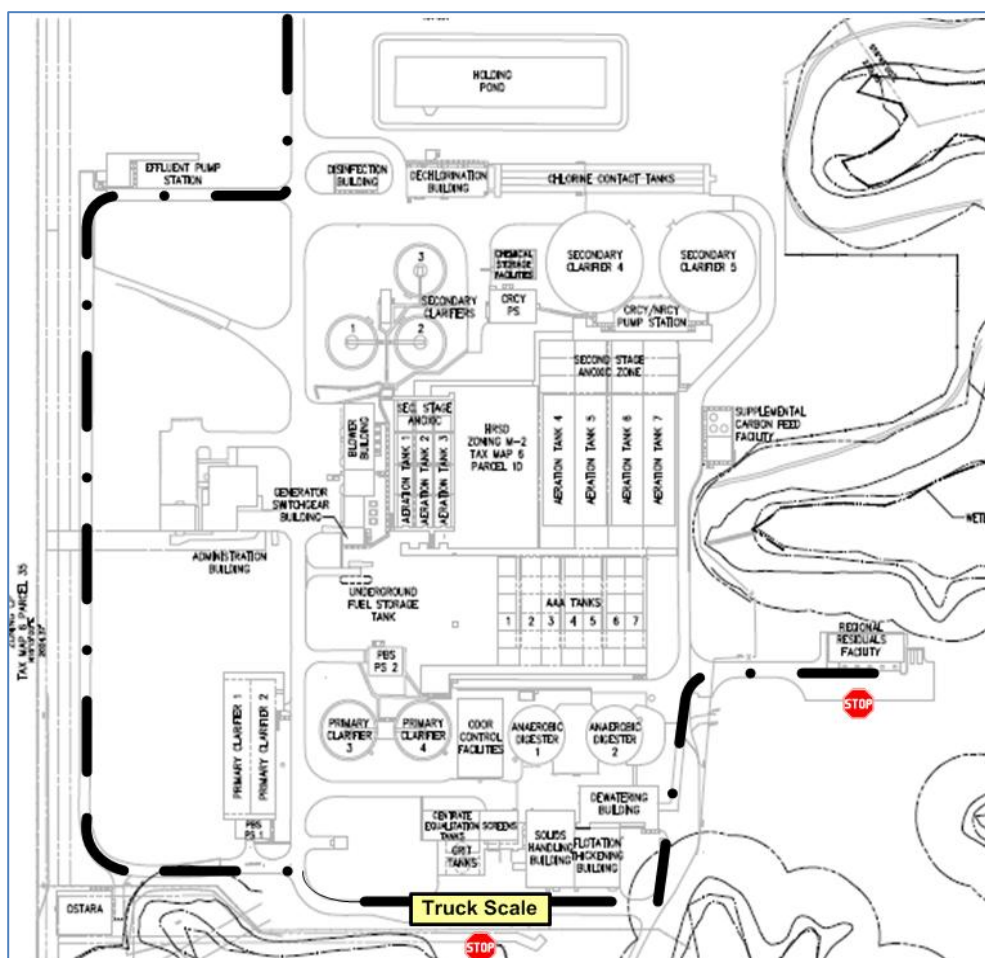 HOLDING
POND
EFFLUENT PUMP
STATION
DISINFECTION
BUILDING
DECHLORINATION
BUILDING
CHLORINE CONTACT TANKS
3
SECONDARY
CLARIFIERS
1
2
CHEMICAL
STORAGE
FACILITIES
CRCY
PS
SECONDARY
CLARIFIER 4
SECONDARY
CLARIFIER 5
CRCY/NRCY
PUMP STATION
SECOND STAGE
ANOXIC ZONE
BLOWER
BUILDING
SEC. STAGE
ANOXIC
AERATION TANK 1
AERATION TANK 2
AERATION TANK 3
HRSD
ZONING M-2
TAX MAP 6
PARCEL 1D
AERATION TANK 4
AERATION TANK 5
AERATION TANK 6
AERATION TANK 7
SUPPLEMENTAL
CARBON FEED
FACILITY
GENERATOR
SWITCHGEAR
BUILDING
ADMINISTRATION
BUILDING
UNDERGROUND
FUEL STORAGE
TANK
AAA TANKS
1 2 3 4 5 6 7
TAX MAP 6 PARCEL 35
REGIONAL
RESIDUALS
FACILITY
STOP
PBS
PS 2
PRIMARY CLARIFIER 1
PRIMARY CLARIFIER 2
PBS
PS 1
PRIMARY
CLARIFIER
3
PRIMARY
CLARIFIER
4
ODOR
CONTROL
FACILITIES
ANAEROBIC
DIGESTER
1
ANAEROBIC
DIGESTER
2
DEWATERING
BUILDING
CENTRATE
EQUALIZATION
TANKS
SCREENS
GRIT
TANKS
SOLIDS
HANDLING
BUILDING
FLOTATION
THICKENING
BUILDING
OSTARA
Truck Scale
STOP